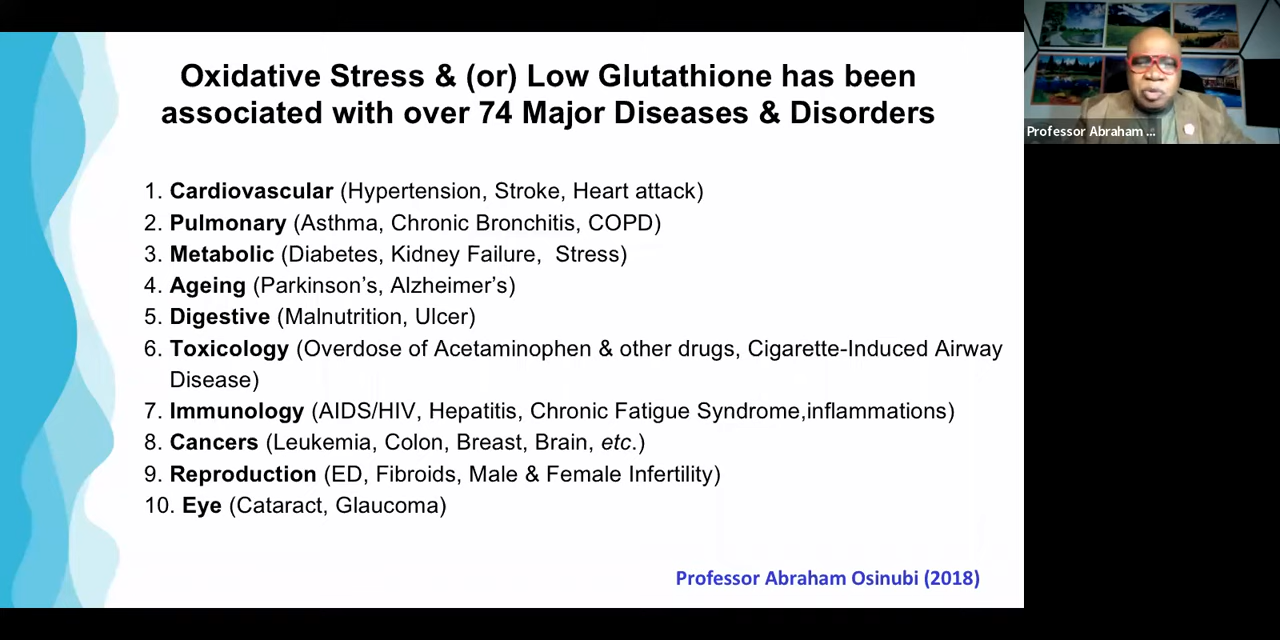 Oxidative Stress & (or) Low Glutathione has been
associated with over 74 Major Diseases & Disorders
1. Cardiovascular (Hypertension, Stroke, Heart attack)
2. Pulmonary (Asthma, Chronic Bronchitis, COPD)
3. Metabolic (Diabetes, Kidney Failure,  Stress)
4. Ageing (Parkinson’s, Alzheimer’s)
5. Digestive (Malnutrition, Ulcer)
6. Toxicology (Overdose of Acetaminophen & other drugs, Cigarette-Induced Airway
Disease)
7. Immunology (AIDS/HIV, Hepatitis, Chronic Fatigue Syndrome,inflammations)
8. Cancers (Leukemia, Colon, Breast, Brain, etc.)
9. Reproduction (ED, Fibroids, Male & Female Infertility)
10. Eye (Cataract, Glaucoma)
Professor Abraham Osinubi (2018)
Professor Abraham ...